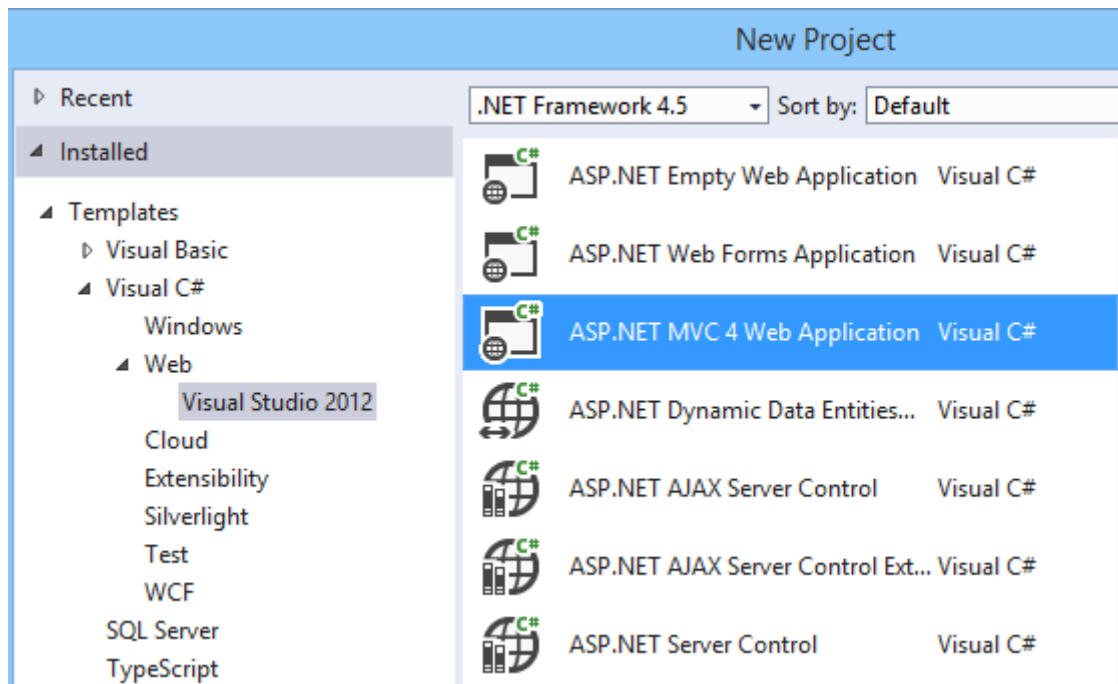 New Project
Recent
Installed
Templates
Visual Basic
Visual C#
Windows
Web
Visual Studio 2012
Cloud
Extensibility
Silverlight
Test
WCF
SQL Server
TypeScript
.NET Framework 4.5 Sort by: Default
C# ASP.NET Empty Web Application Visual C#
C# ASP.NET Web Forms Application Visual C#
C# ASP.NET MVC 4 Web Application Visual C#
C# ASP.NET Dynamic Data Entities... Visual C#
C# ASP.NET AJAX Server Control Visual C#
C# ASP.NET AJAX Server Control Ext... Visual C#
C# ASP.NET Server Control Visual C#